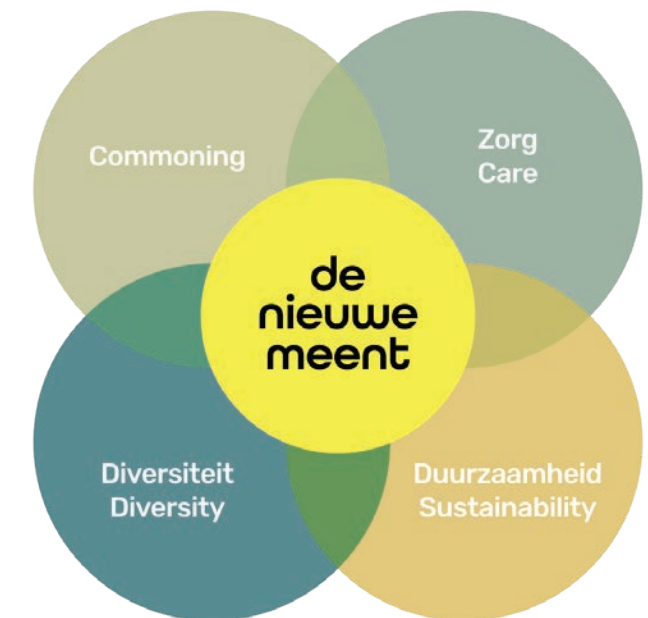 Commoning
Zorg
Care
de
nieuwe
meent
Diversiteit
Diversity
Duurzaamheid
Sustainability